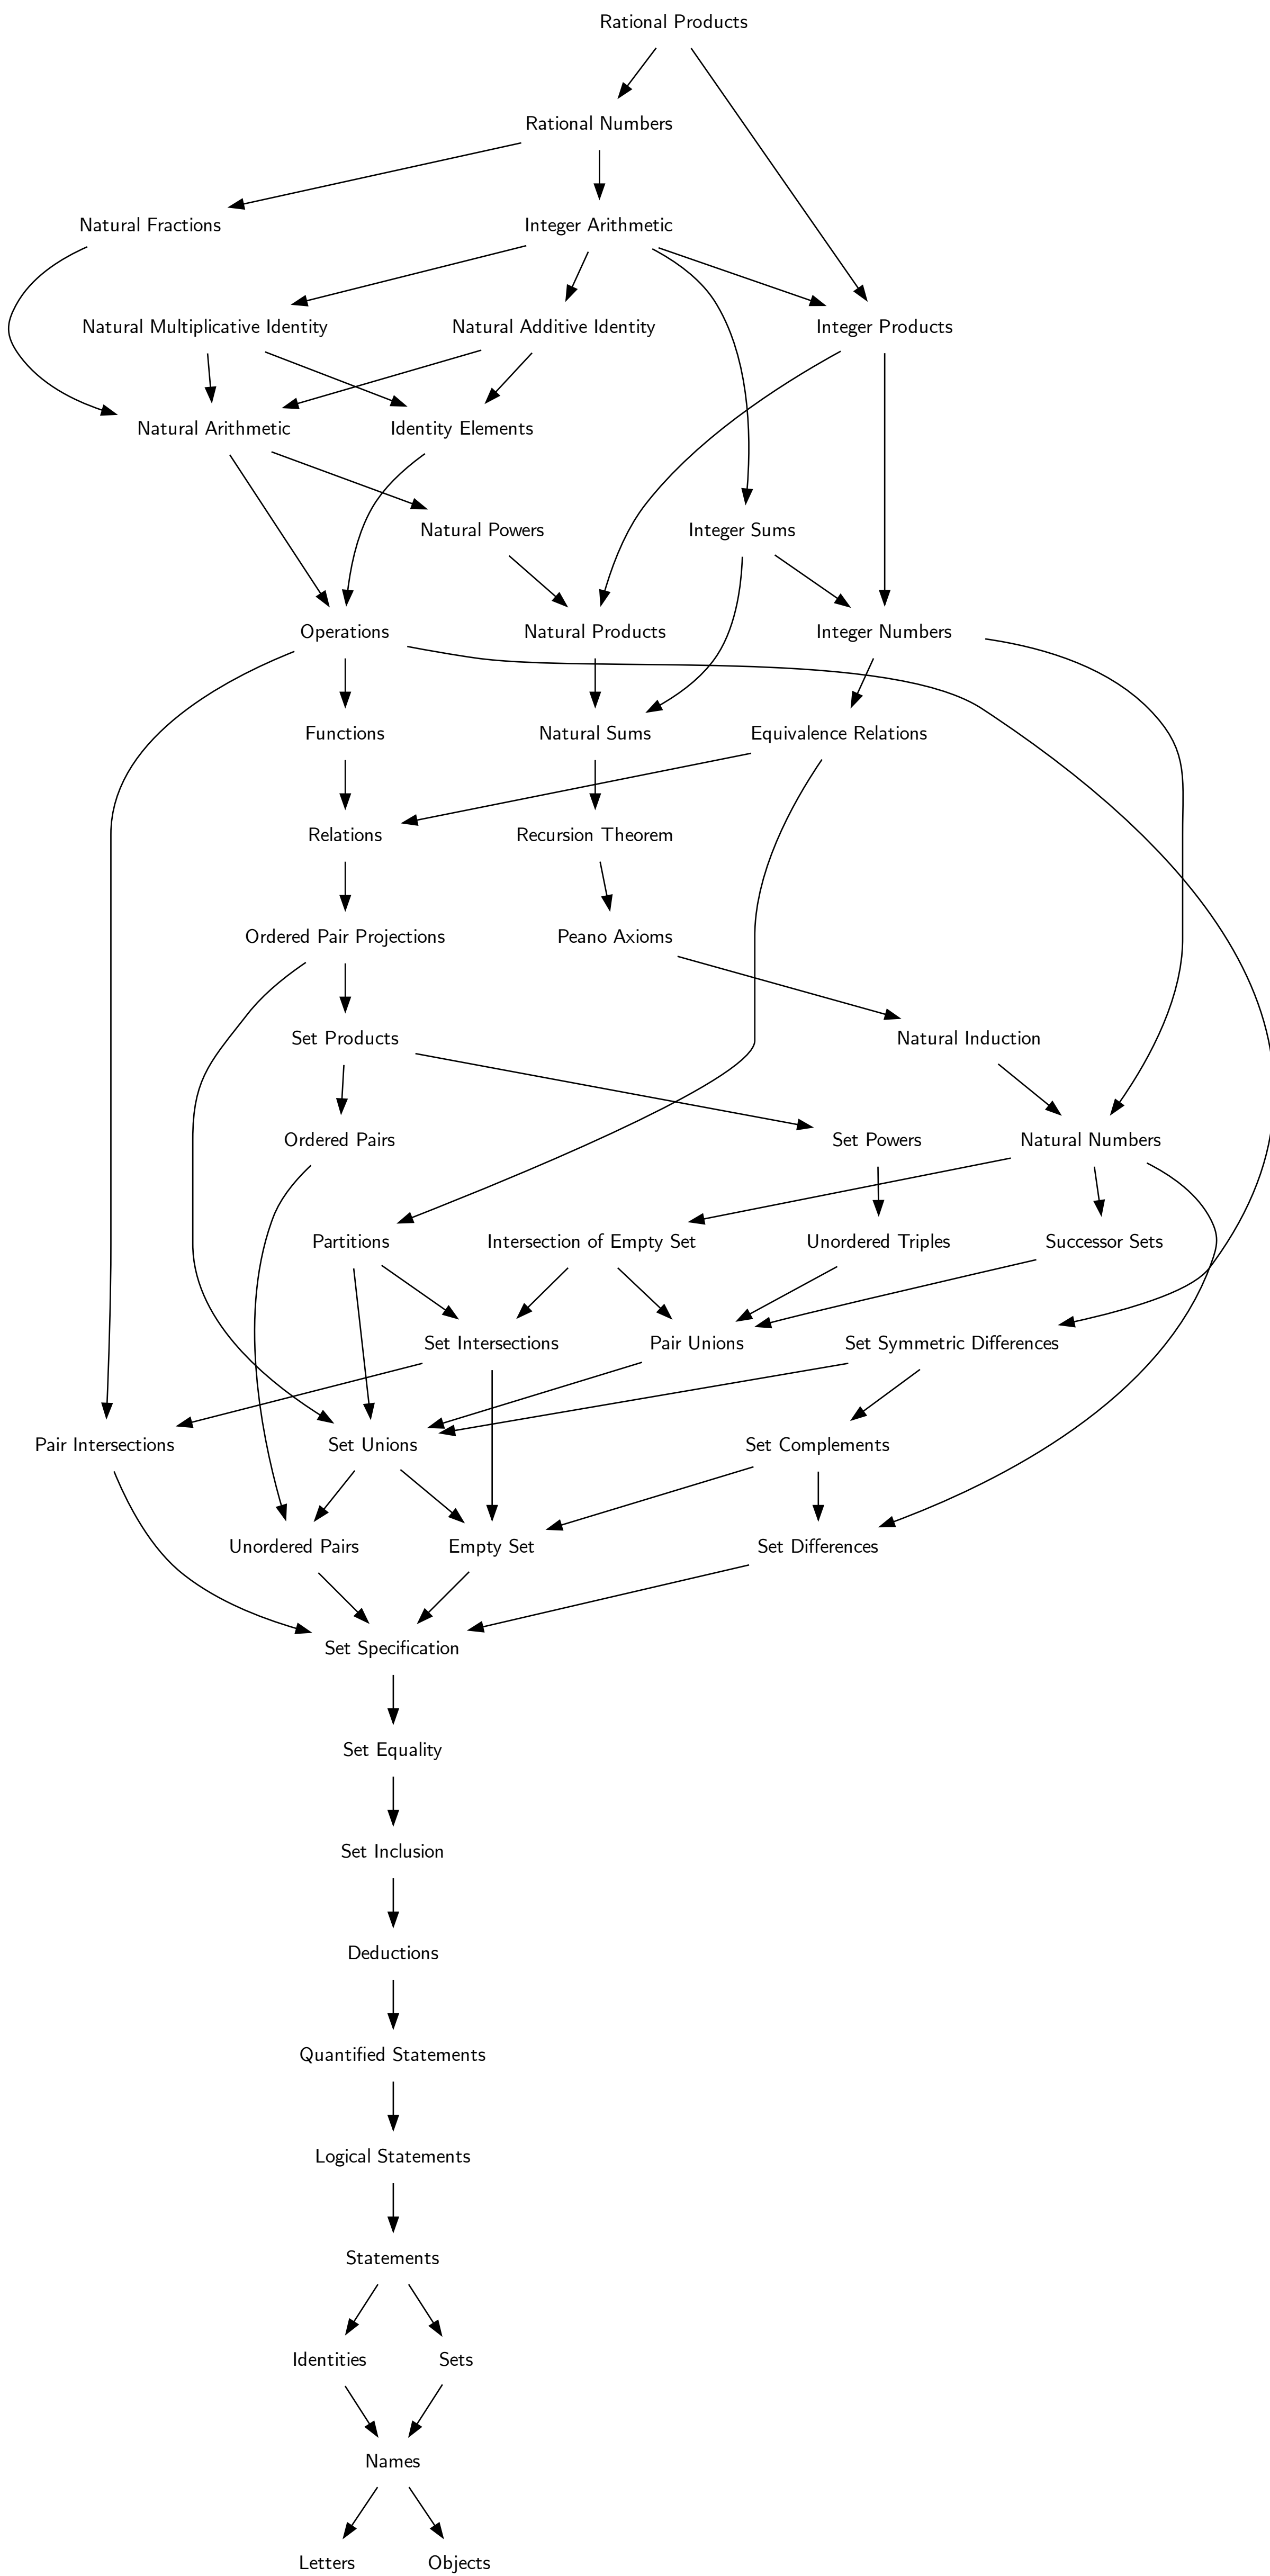 Rational Products
Rational Numbers
Natural Fractions
Integer Arithmetic
Natural Multiplicative Identity
Natural Additive Identity
Integer Products
Natural Arithmetic
Identity Elements
Natural Powers
Integer Sums
Operations
Natural Products
Integer Numbers
Functions
Natural Sums
Equivalence Relations
Relations
Recursion Theorem
Ordered Pair Projections
Peano Axioms
Set Products
Natural Induction
Ordered Pairs
Set Powers
Natural Numbers
Partitions
Intersection of Empty Set
Unordered Triples
Successor Sets
Set Intersections
Pair Unions
Set Symmetric Differences
Pair Intersections
Set Unions
Set Complements
Unordered Pairs
Empty Set
Set Differences
Set Specification
Set Equality
Set Inclusion
Deductions
Quantified Statements
Logical Statements
Statements
Identities
Sets
Names
Letters
Objects